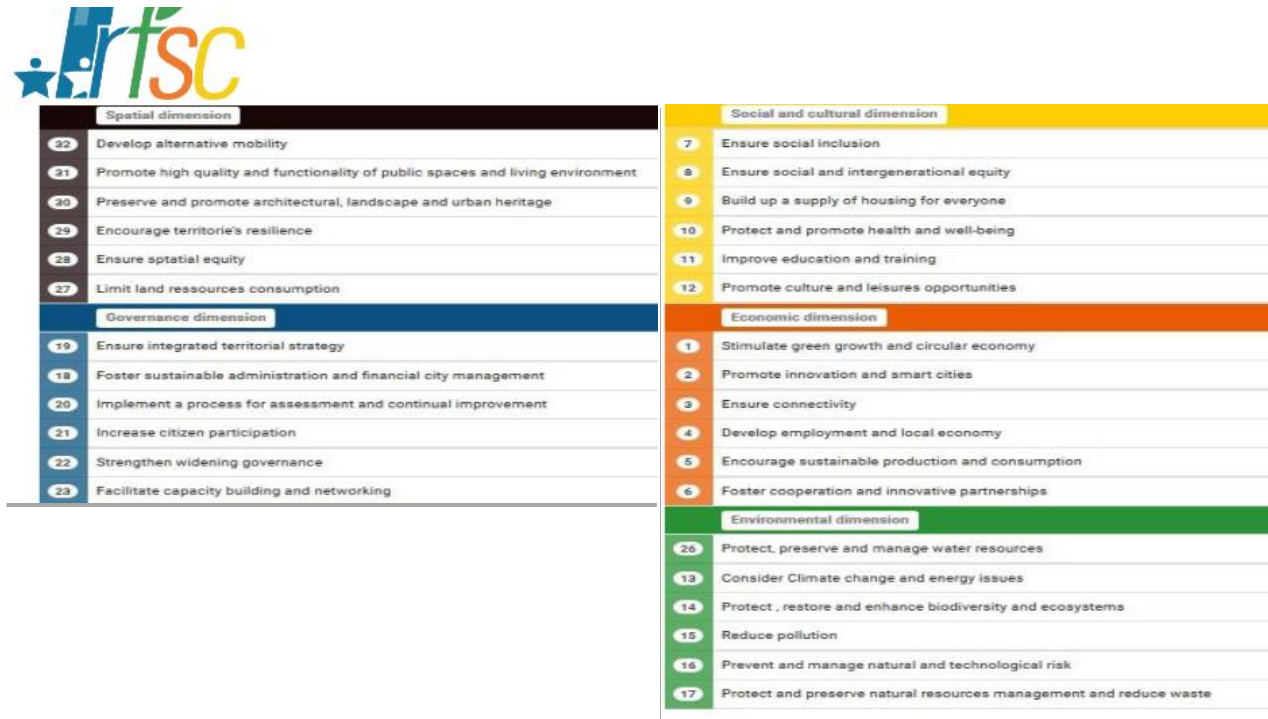 rfsc
Spatial dimension
32 Develop alternative mobility
31 Promote high quality and functionality of public spaces and living environment
30 Preserve and promote architectural, landscape and urban heritage
29 Encourage territorie's resilience
28 Ensure sptatial equity
27 Limit land ressources consumption
Governance dimension
19 Ensure integrated territorial strategy
18 Foster sustainable administration and financial city management
20 Implement a process for assessment and continual improvement
21 Increase citizen participation
22 Strengthen widening governance
23 Facilitate capacity building and networking
Social and cultural dimension
7 Ensure social inclusion
8 Ensure social and intergenerational equity
9 Build up a supply of housing for everyone
10 Protect and promote health and well-being
11 Improve education and training
12 Promote culture and leisures opportunities
Economic dimension
1 Stimulate green growth and circular economy
2 Promote innovation and smart cities
3 Ensure connectivity
4 Develop employment and local economy
5 Encourage sustainable production and consumption
6 Foster cooperation and innovative partnerships
Environmental dimension
26 Protect, preserve and manage water resources
13 Consider Climate change and energy issues
14 Protect , restore and enhance biodiversity and ecosystems
15 Reduce pollution
16 Prevent and manage natural and technological risk
17 Protect and preserve natural resources management and reduce waste